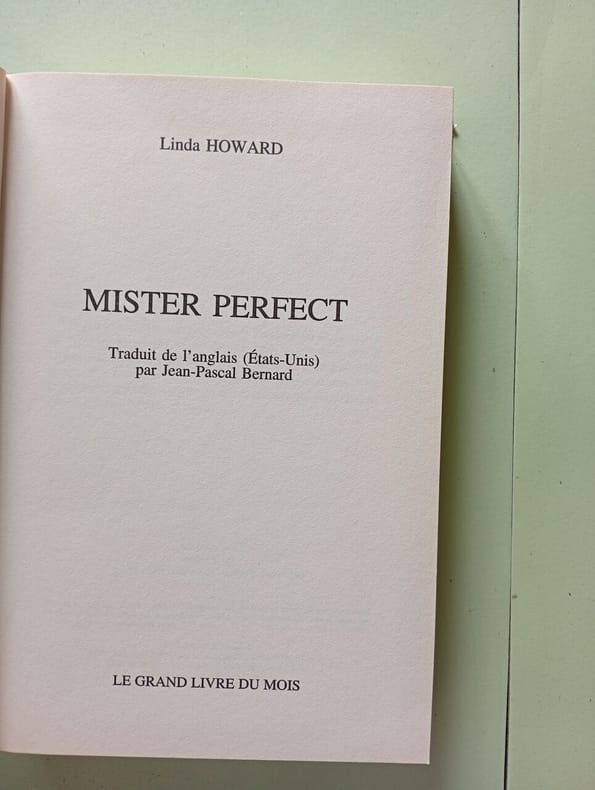 Linda HOWARD
MISTER PERFECT
Traduit de l'anglais (États-Unis)
par Jean-Pascal Bernard
LE GRAND LIVRE DU MOIS